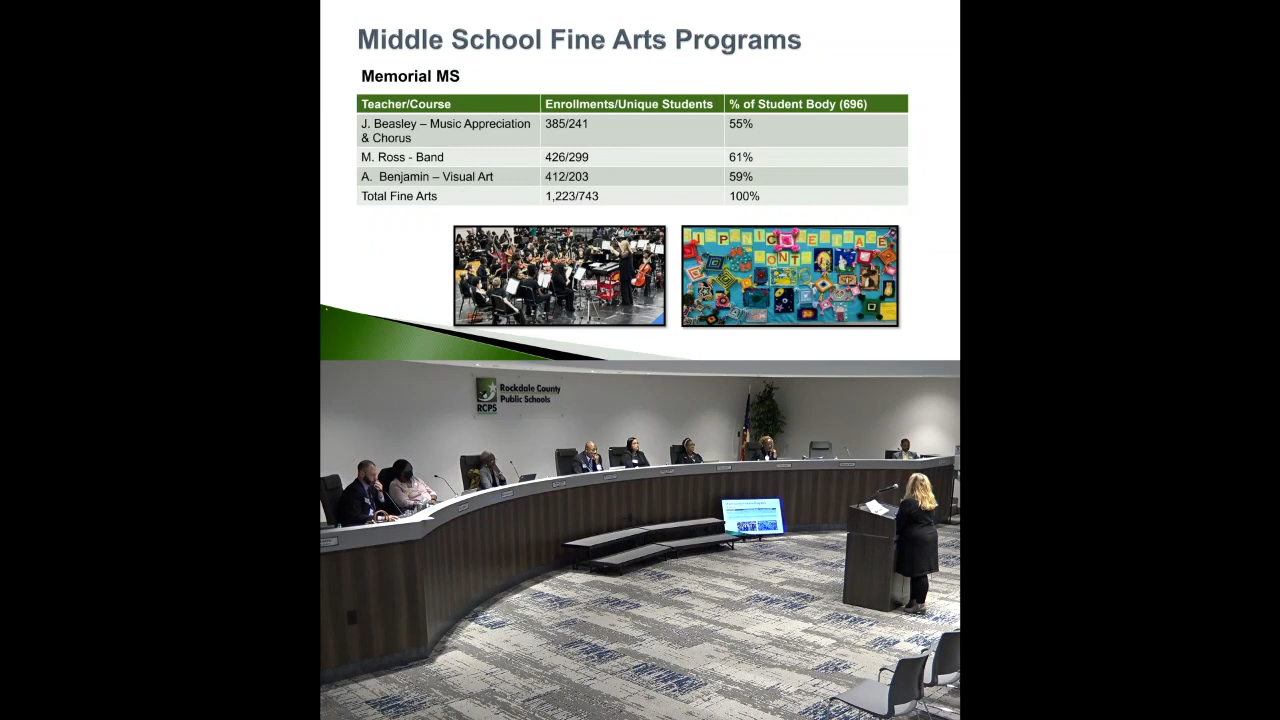 Middle School Fine Arts Programs
Memorial MS
Teacher/Course Enrollments/Unique Students % of Student Body (696)
J. Beasley – Music Appreciation & Chorus 385/241 55%
M. Ross - Band 426/299 61%
A. Benjamin – Visual Art 412/203 59%
Total Fine Arts 1,223/743 100%
Rockdale County
Public Schools
RCPS